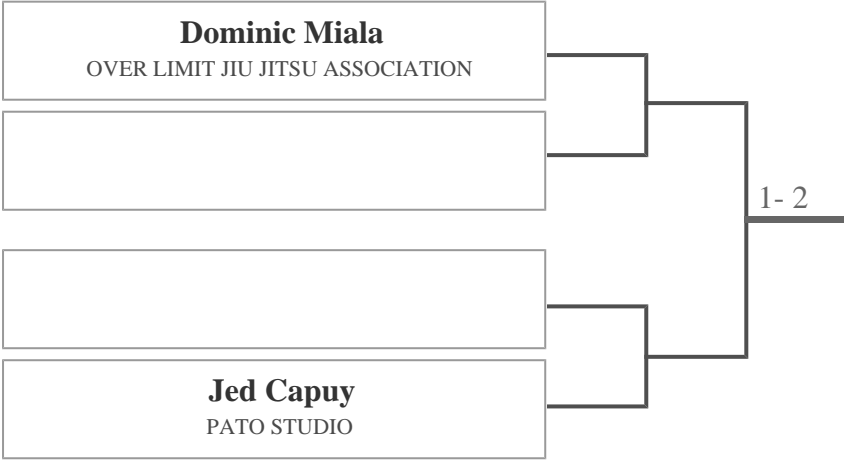 Dominic Miala
OVER LIMIT JIU JITSU ASSOCIATION
1- 2
Jed Capuy
PATO STUDIO